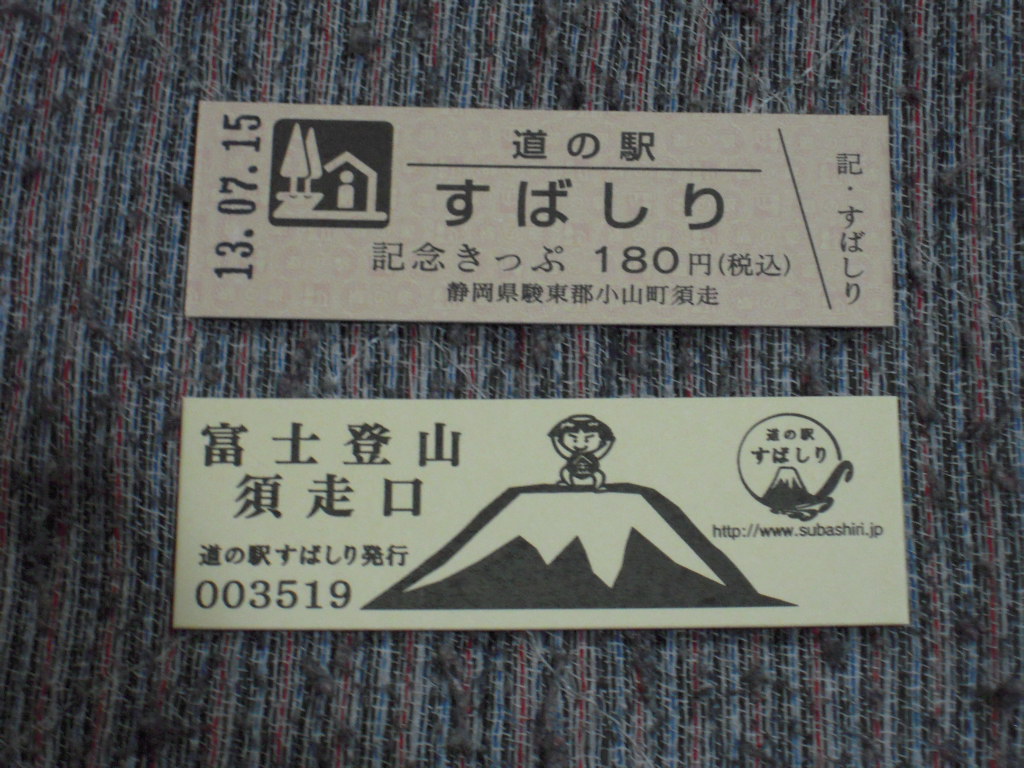 13.07.15
道の駅
すばしり
記念きっぷ 180円(税込)
静岡県駿東郡小山町須走
記・すばしり
富士登山
須走口
道の駅すばしり発行
003519
道の駅
すばしり
http://www.subashiri.jp